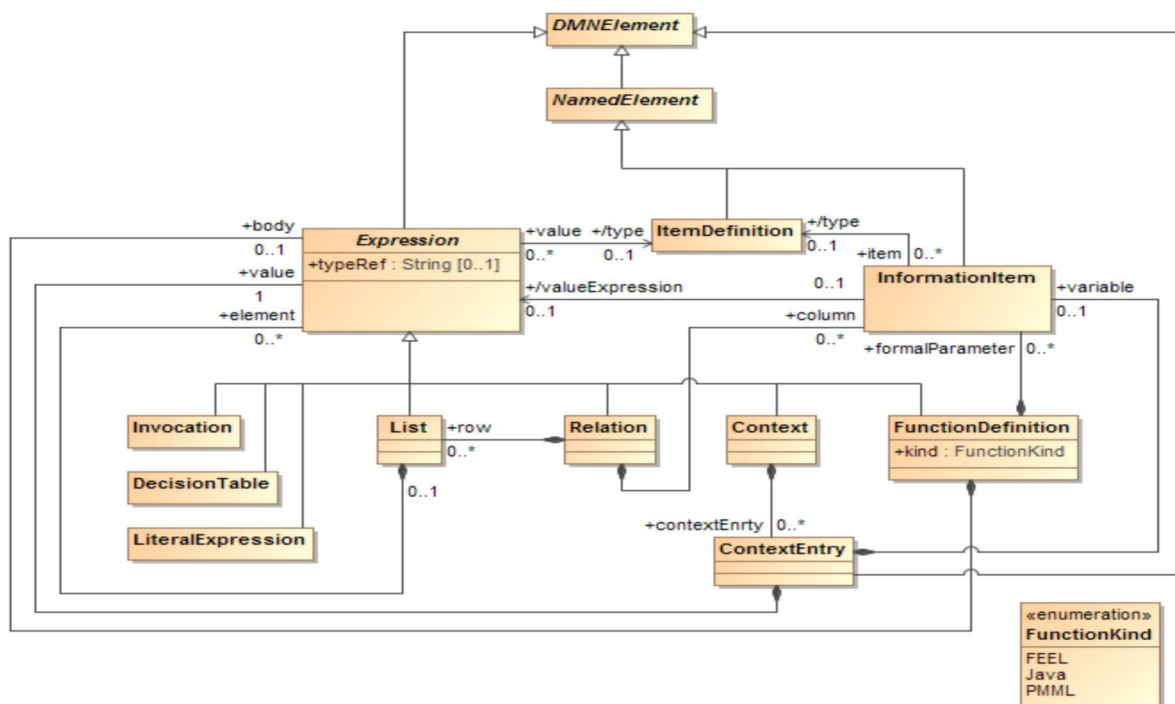 DMNElement
NamedElement
+body
0..1
+value
1
+element
0..*
Expression
+typeRef : String [0..1]
+value
0..*
+/type
0..1
ItemDefinition
+/type
0..1
+item
0..*
+/valueExpression
0..1
0..1
InformationItem
+variable
0..1
+column
0..*
+formalParameter
0..*
Invocation
DecisionTable
LiteralExpression
List
+row
0..*
0..1
Relation
Context
FunctionDefinition
+kind : FunctionKind
+contextEnrty
0..*
ContextEntry
«enumeration»
FunctionKind
FEEL
Java
PMML